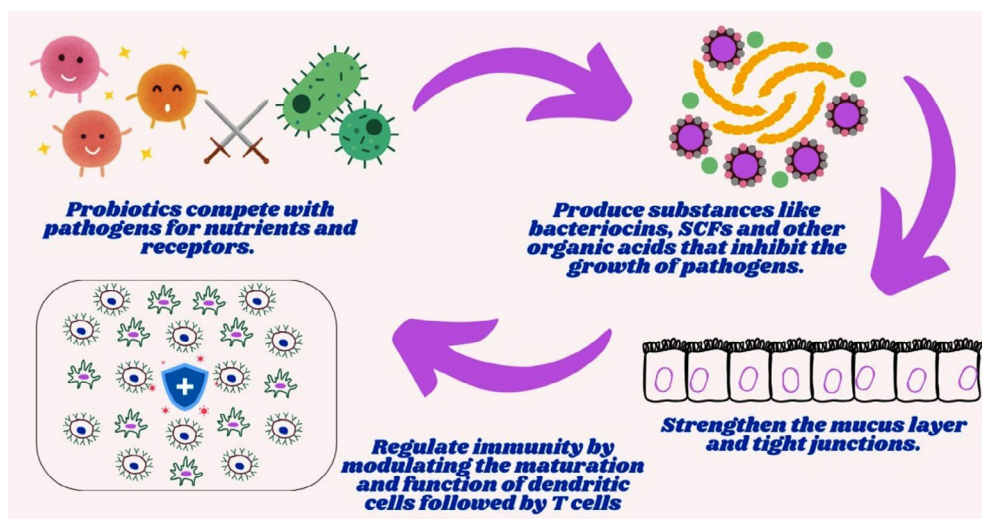 Probiotics compete with
pathogens for nutrients and
receptors.
Produce substances like
bacteriocins, SCFs and other
organic acids that inhibit the
growth of pathogens.
Strengthen the mucus layer
and tight junctions.
Regulate immunity by
modulating the maturation
and function of dendritic
cells followed by T cells